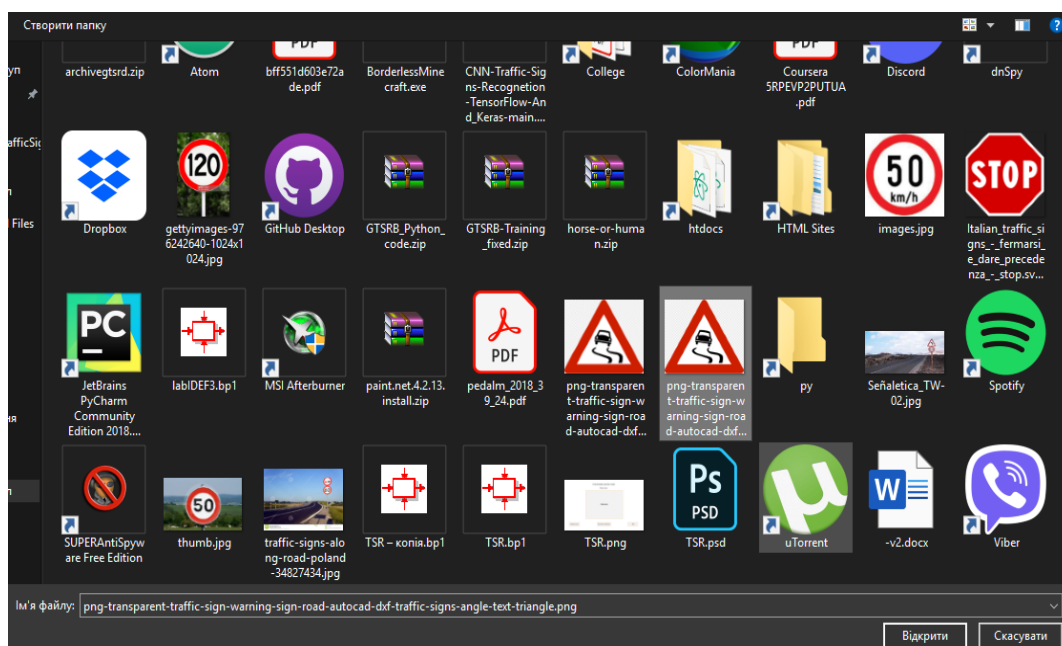 Створити папку
уп
archivegtsrd.zip
Atom
bff551d603e72a
de.pdf
BorderlessMine
craft.exe
CNN-Traffic-Sig
ns-Recognetion
-TensorFlow-An
d_Keras-main....
College
ColorMania
Coursera
5RPEVP2PUTUA
.pdf
Discord
dnSpy
afficSig
l Files
Dropbox
120
gettyimages-97
6242640-1024x1
024.jpg
GitHub Desktop
GTSRB_Python_
code.zip
GTSRB-Training
_fixed.zip
horse-or-huma
n.zip
htdocs
HTML Sites
50
km/h
images.jpg
STOP
Italian_traffic_si
gns_-_fermarsi_
e_dare_precede
nza_-_stop.sv...
PC
JetBrains
PyCharm
Community
Edition 2018....
labIDEF3.bp1
MSI Afterburner
paint.net.4.2.13.
install.zip
PDF
pedalm_2018_3
9_24.pdf
png-transparen
t-traffic-sign-w
arning-sign-roa
d-autocad-dxf...
png-transparen
t-traffic-sign-w
arning-sign-roa
d-autocad-dxf...
py
Señaletica_TW-
02.jpg
Spotify
ня
SUPERAntiSpyw
are Free Edition
50
thumb.jpg
traffic-signs-alo
ng-road-poland
-34827434.jpg
TSR – копія.bp1
TSR.bp1
TSR.png
Ps
PSD
TSR.psd
uTorrent
W
-v2.docx
Viber
Ім'я файлу:
png-transparent-traffic-sign-warning-sign-road-autocad-dxf-traffic-signs-angle-text-triangle.png
Відкрити
Скасувати